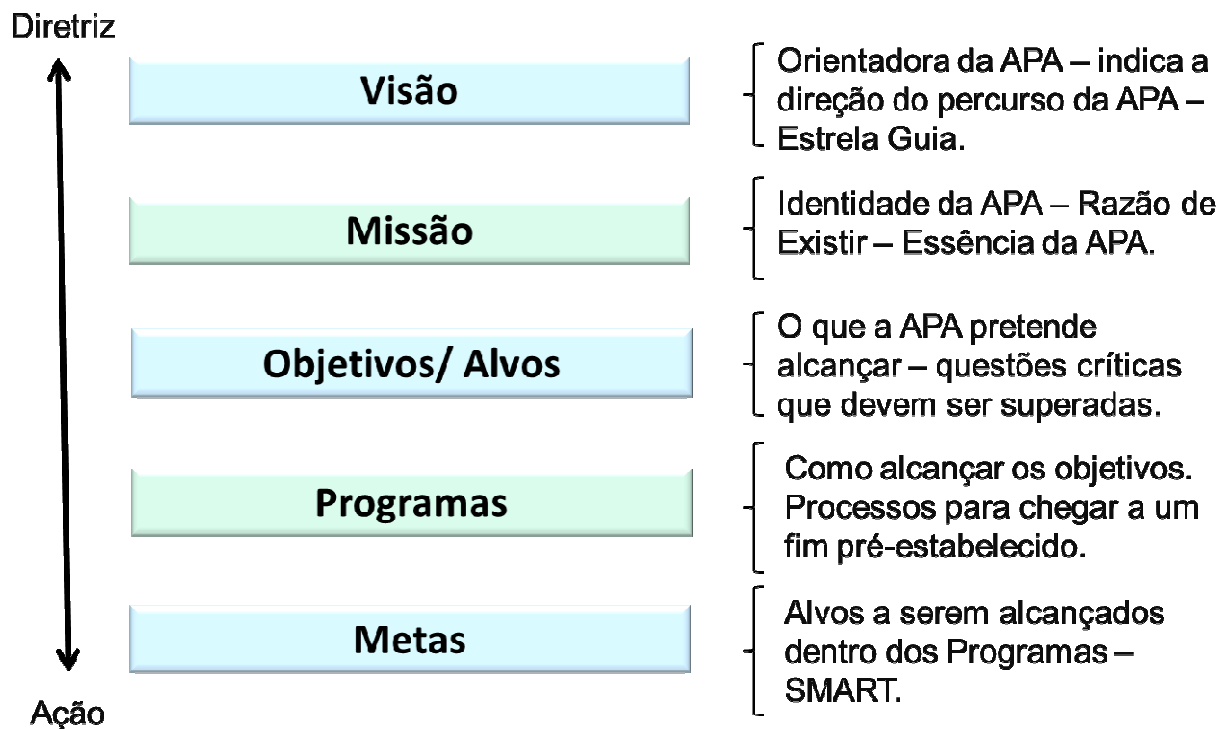 Diretriz
Visão
Orientadora da APA – indica a
direção do percurso da APA –
Estrela Guia.
Missão
Identidade da APA – Razão de
Existir – Essência da APA.
Objetivos/ Alvos
O que a APA pretende
alcançar – questões críticas
que devem ser superadas.
Programas
Como alcançar os objetivos.
Processos para chegar a um
fim pré-estabelecido.
Metas
Alvos a serem alcançados
dentro dos Programas –
SMART.
Ação